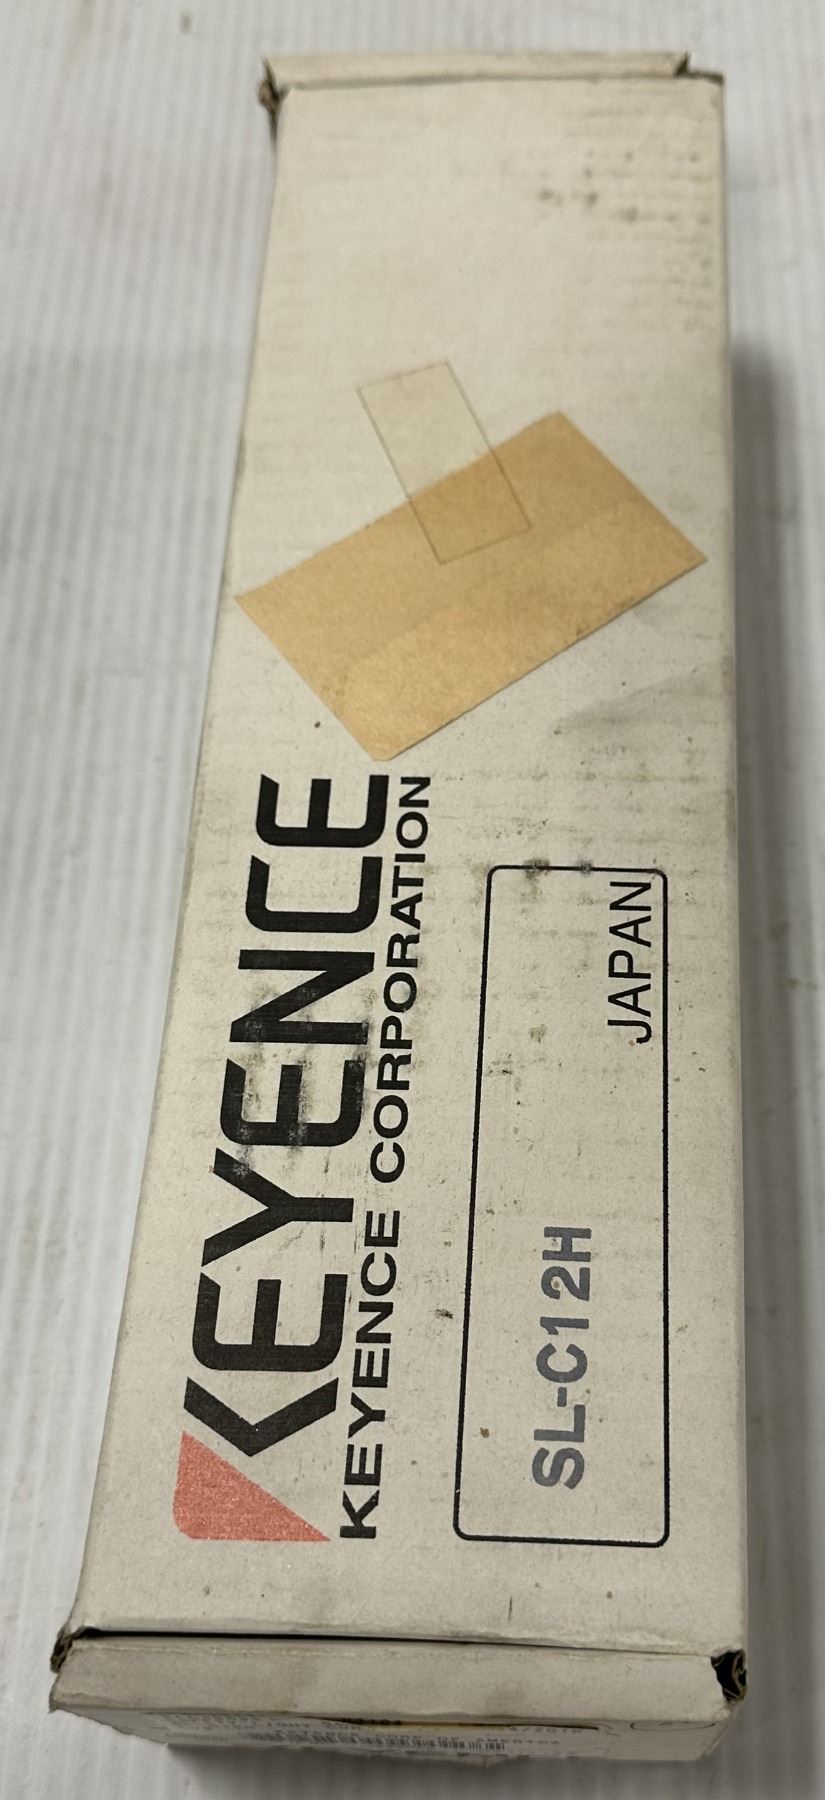 KEYENCE
KEYENCE CORPORATION
SL-C12H
JAPAN